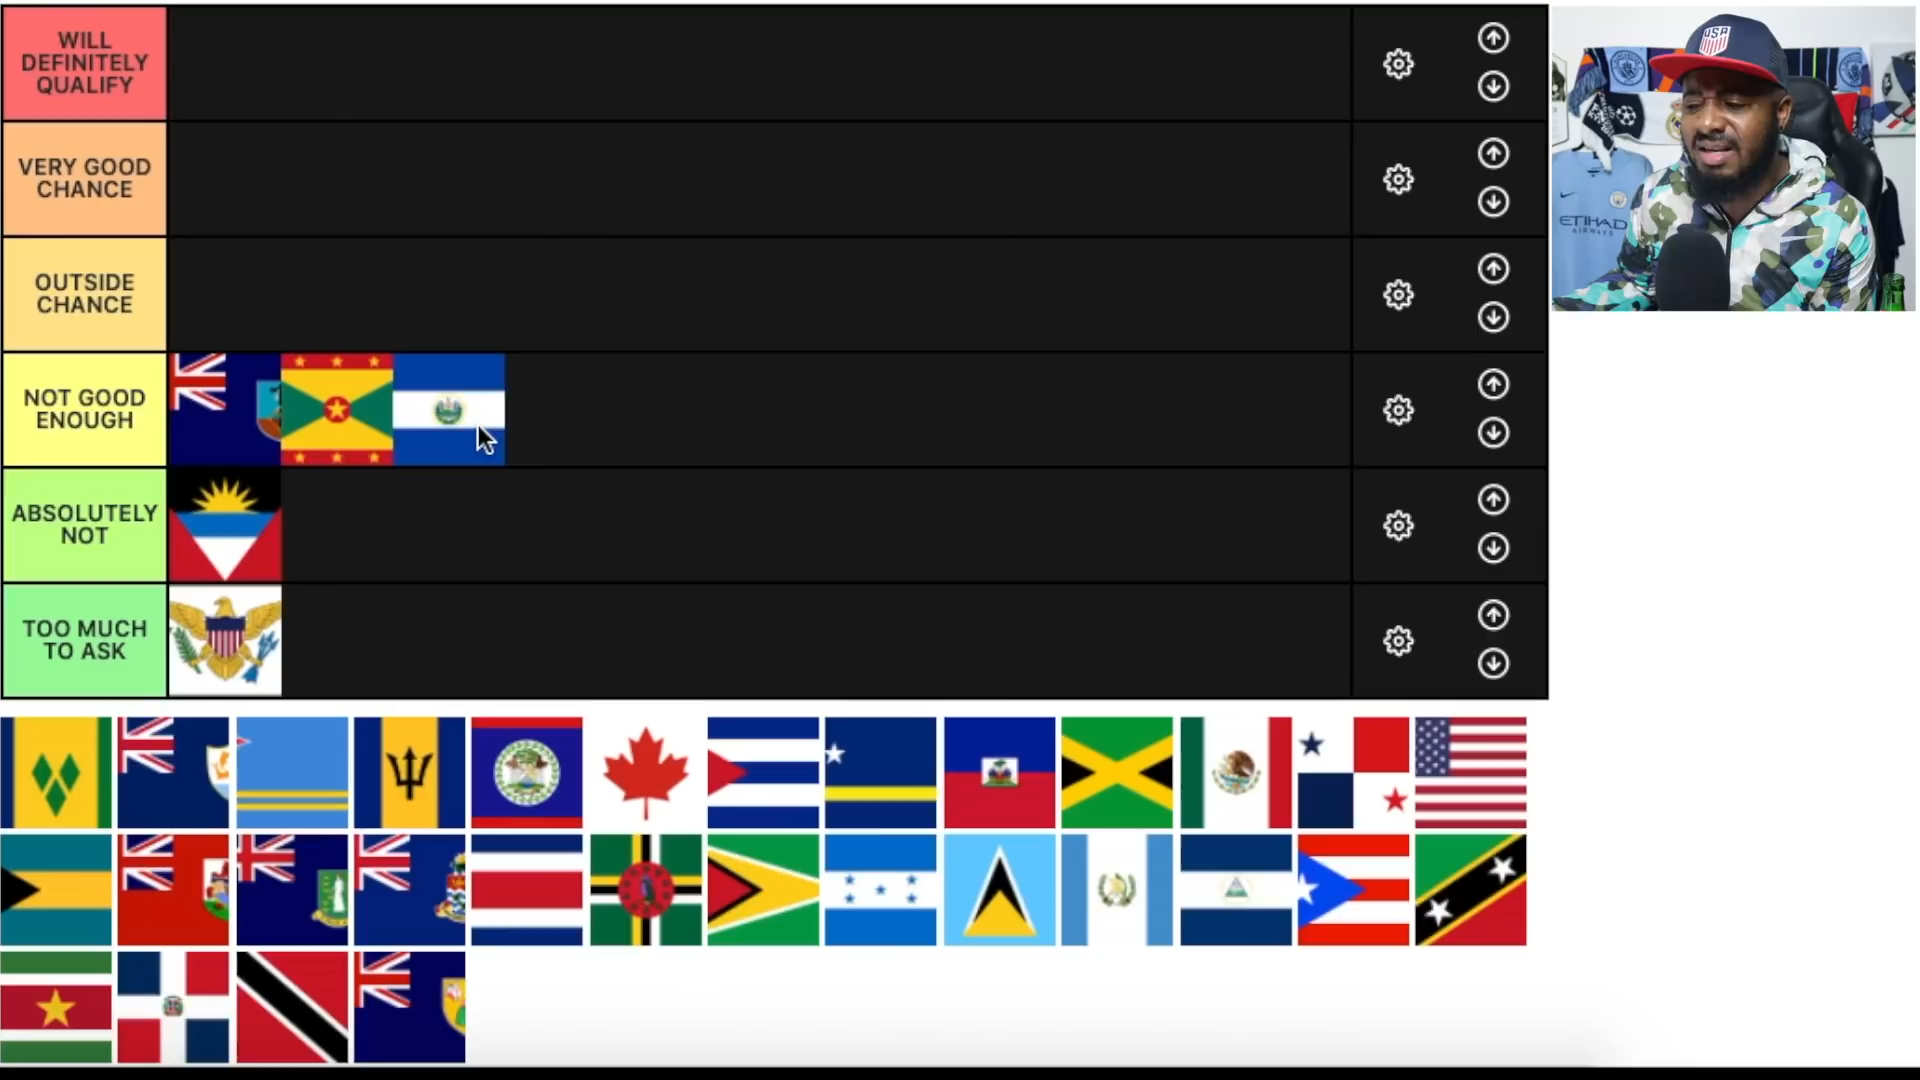 WILL
DEFINITELY
QUALIFY
VERY GOOD
CHANCE
OUTSIDE
CHANCE
NOT GOOD
ENOUGH
ABSOLUTELY
NOT
TOO MUCH
TO ASK
USA
ETIHAD
AIRWAYS